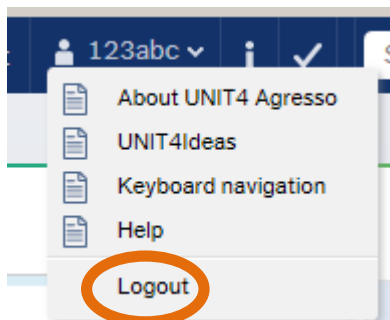 123abc
About UNIT4 Agresso
UNIT4Ideas
Keyboard navigation
Help
Logout